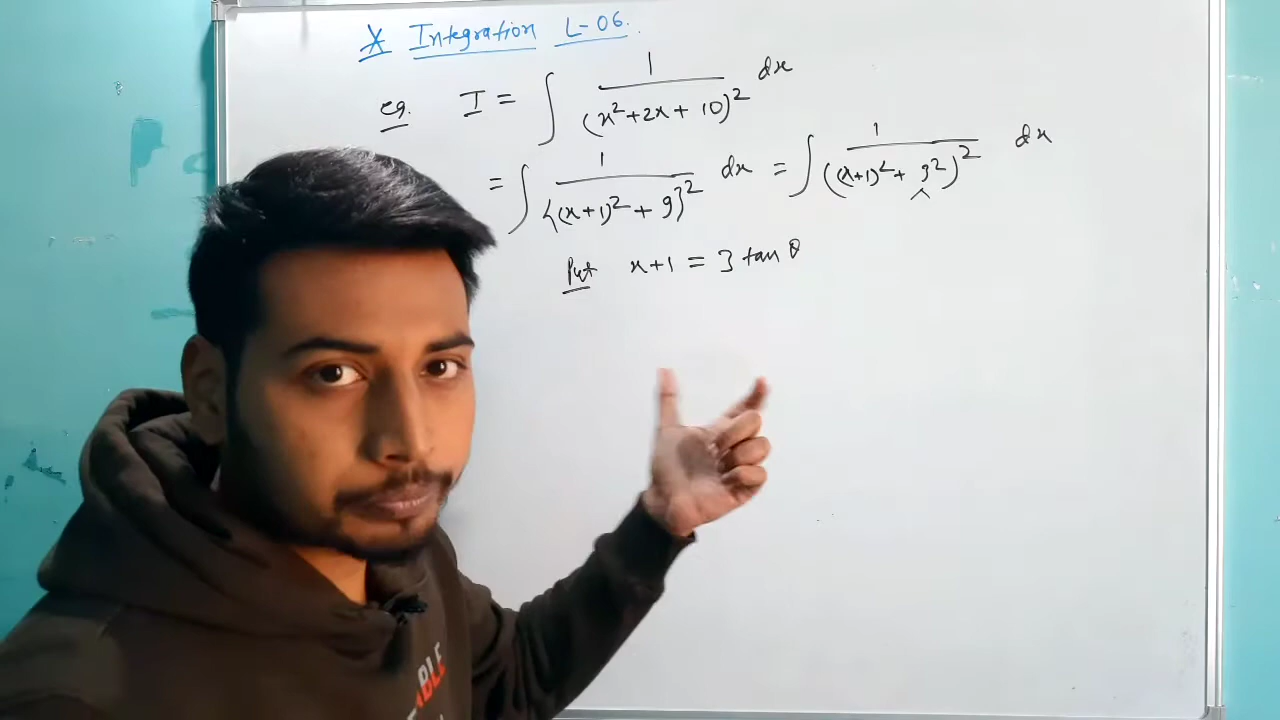 * Integration L-06.
eg. I = ∫ 1/(x²+2x+10)² dx
= ∫ 1/{(x+1)²+9}² dx = ∫ 1/((x+1)²+3²)² dx
Put x+1 = 3 tan θ
ABLE